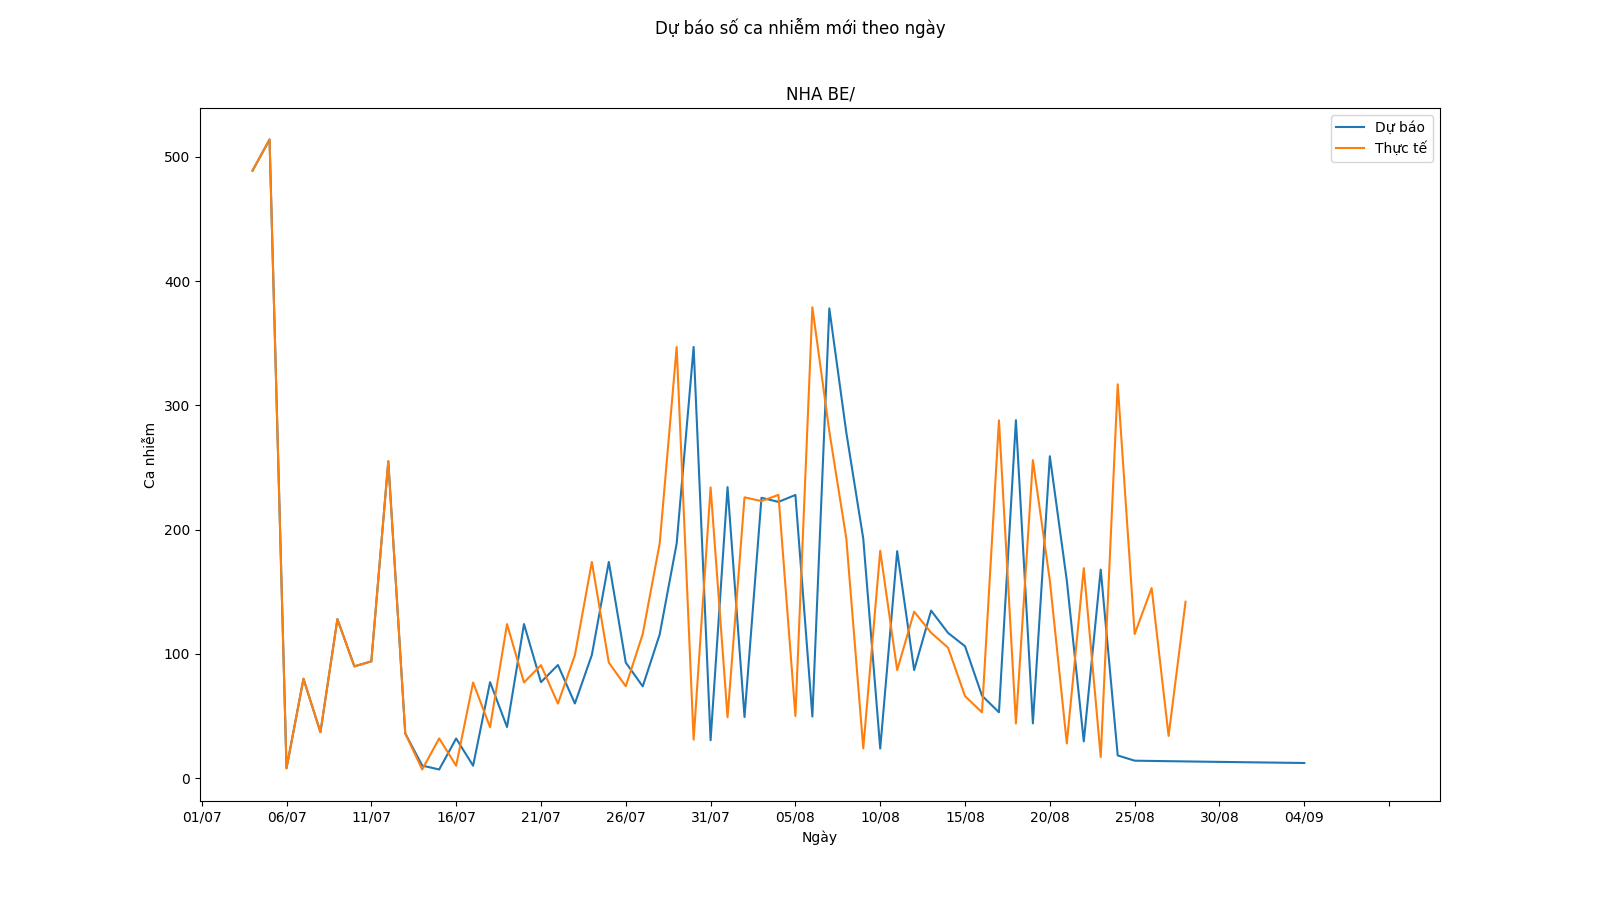 Dự báo số ca nhiễm mới theo ngày
NHA BE/
Dự báo
Thực tế
500
400
300
200
100
0
Ca nhiễm
01/07 06/07 11/07 16/07 21/07 26/07 31/07 05/08 10/08 15/08 20/08 25/08 30/08 04/09
Ngày